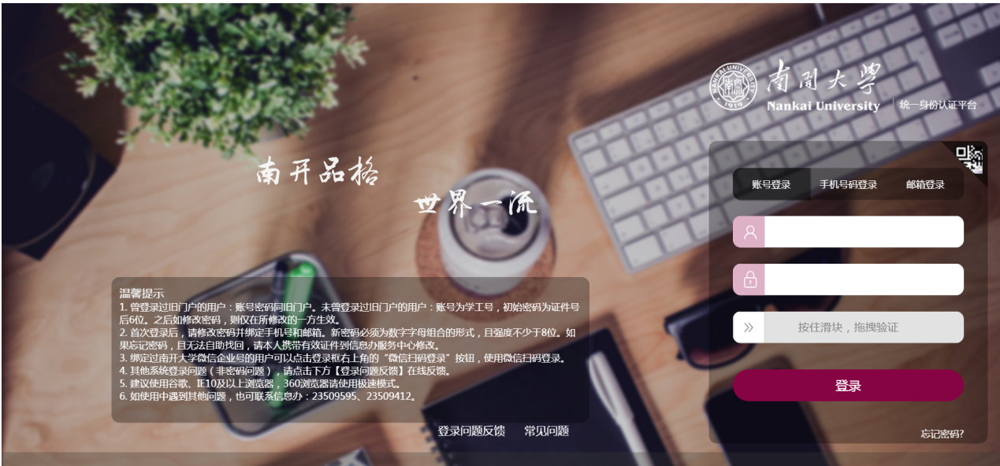 南開大學
Nankai University
统一身份认证平台
南开品格
世界一流
账号登录 手机号码登录 邮箱登录
按住滑块，拖拽验证
登录
忘记密码?
温馨提示
1. 曾登录过旧门户的用户：账号密码同旧门户。未曾登录过旧门户的用户：账号为学工号，初始密码为证件号
后6位。之后如修改密码，则仅在所修改的一方生效。
2. 首次登录后，请修改密码并绑定手机号和邮箱。新密码必须为数字字母组合的形式，且强度不少于8位。如
果忘记密码，且无法自助找回，请本人携带有效证件到信息办服务中心修改。
3. 绑定过南开大学微信企业号的用户可以点击登录框右上角的“微信扫码登录”按钮，使用微信扫码登录。
4. 其他系统登录问题（非密码问题），请点击下方【登录问题反馈】在线反馈。
5. 建议使用谷歌、IE10及以上浏览器，360浏览器请使用极速模式。
6. 如使用中遇到其他问题，也可联系信息办：23509595、23509412。
登录问题反馈 常见问题